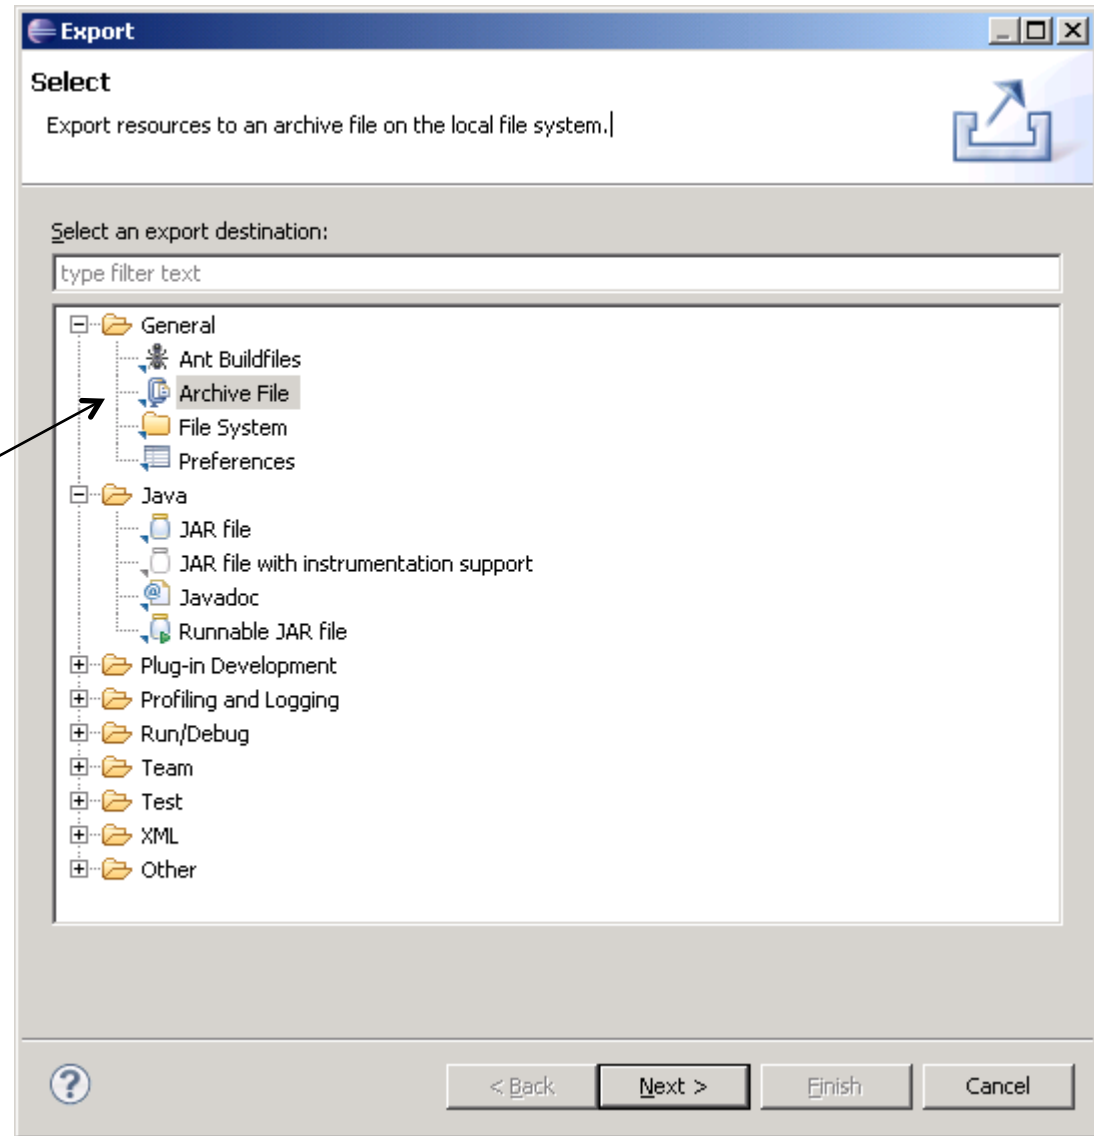 Export
Select
Export resources to an archive file on the local file system.
Select an export destination:
type filter text
General
Ant Buildfiles
Archive File
File System
Preferences
Java
JAR file
JAR file with instrumentation support
Javadoc
Runnable JAR file
Plug-in Development
Profiling and Logging
Run/Debug
Team
Test
XML
Other
< Back Next > Finish Cancel